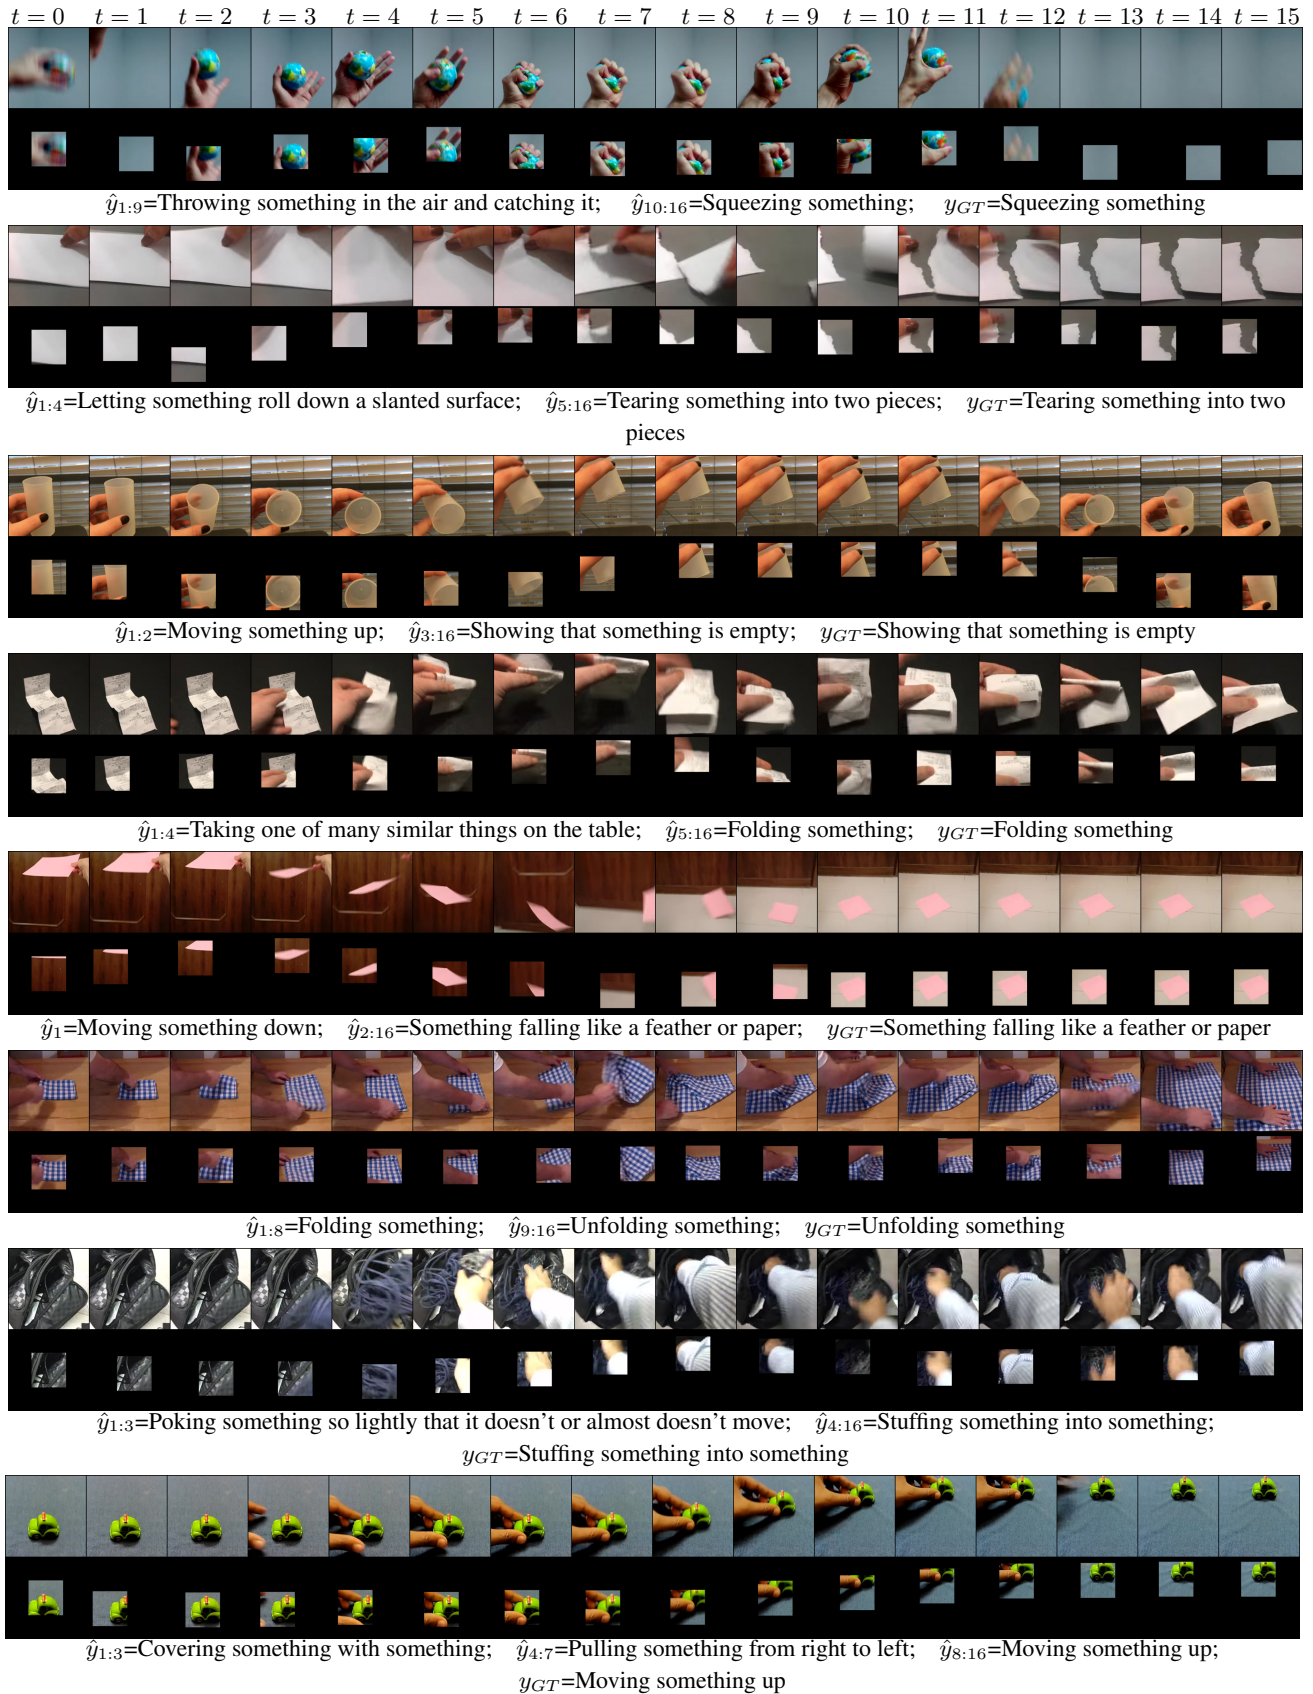 t = 0 t = 1 t = 2 t = 3 t = 4 t = 5 t = 6 t = 7 t = 8 t = 9 t = 10 t = 11 t = 12 t = 13 t = 14 t = 15
ŷ1:9=Throwing something in the air and catching it; ŷ10:16=Squeezing something; yGT=Squeezing something
ŷ1:4=Letting something roll down a slanted surface; ŷ5:16=Tearing something into two pieces; yGT=Tearing something into two
pieces
ŷ1:2=Moving something up; ŷ3:16=Showing that something is empty; yGT=Showing that something is empty
ŷ1:4=Taking one of many similar things on the table; ŷ5:16=Folding something; yGT=Folding something
ŷ1=Moving something down; ŷ2:16=Something falling like a feather or paper; yGT=Something falling like a feather or paper
ŷ1:8=Folding something; ŷ9:16=Unfolding something; yGT=Unfolding something
ŷ1:3=Poking something so lightly that it doesn't or almost doesn't move; ŷ4:16=Stuffing something into something;
yGT=Stuffing something into something
ŷ1:3=Covering something with something; ŷ4:7=Pulling something from right to left; ŷ8:16=Moving something up;
yGT=Moving something up